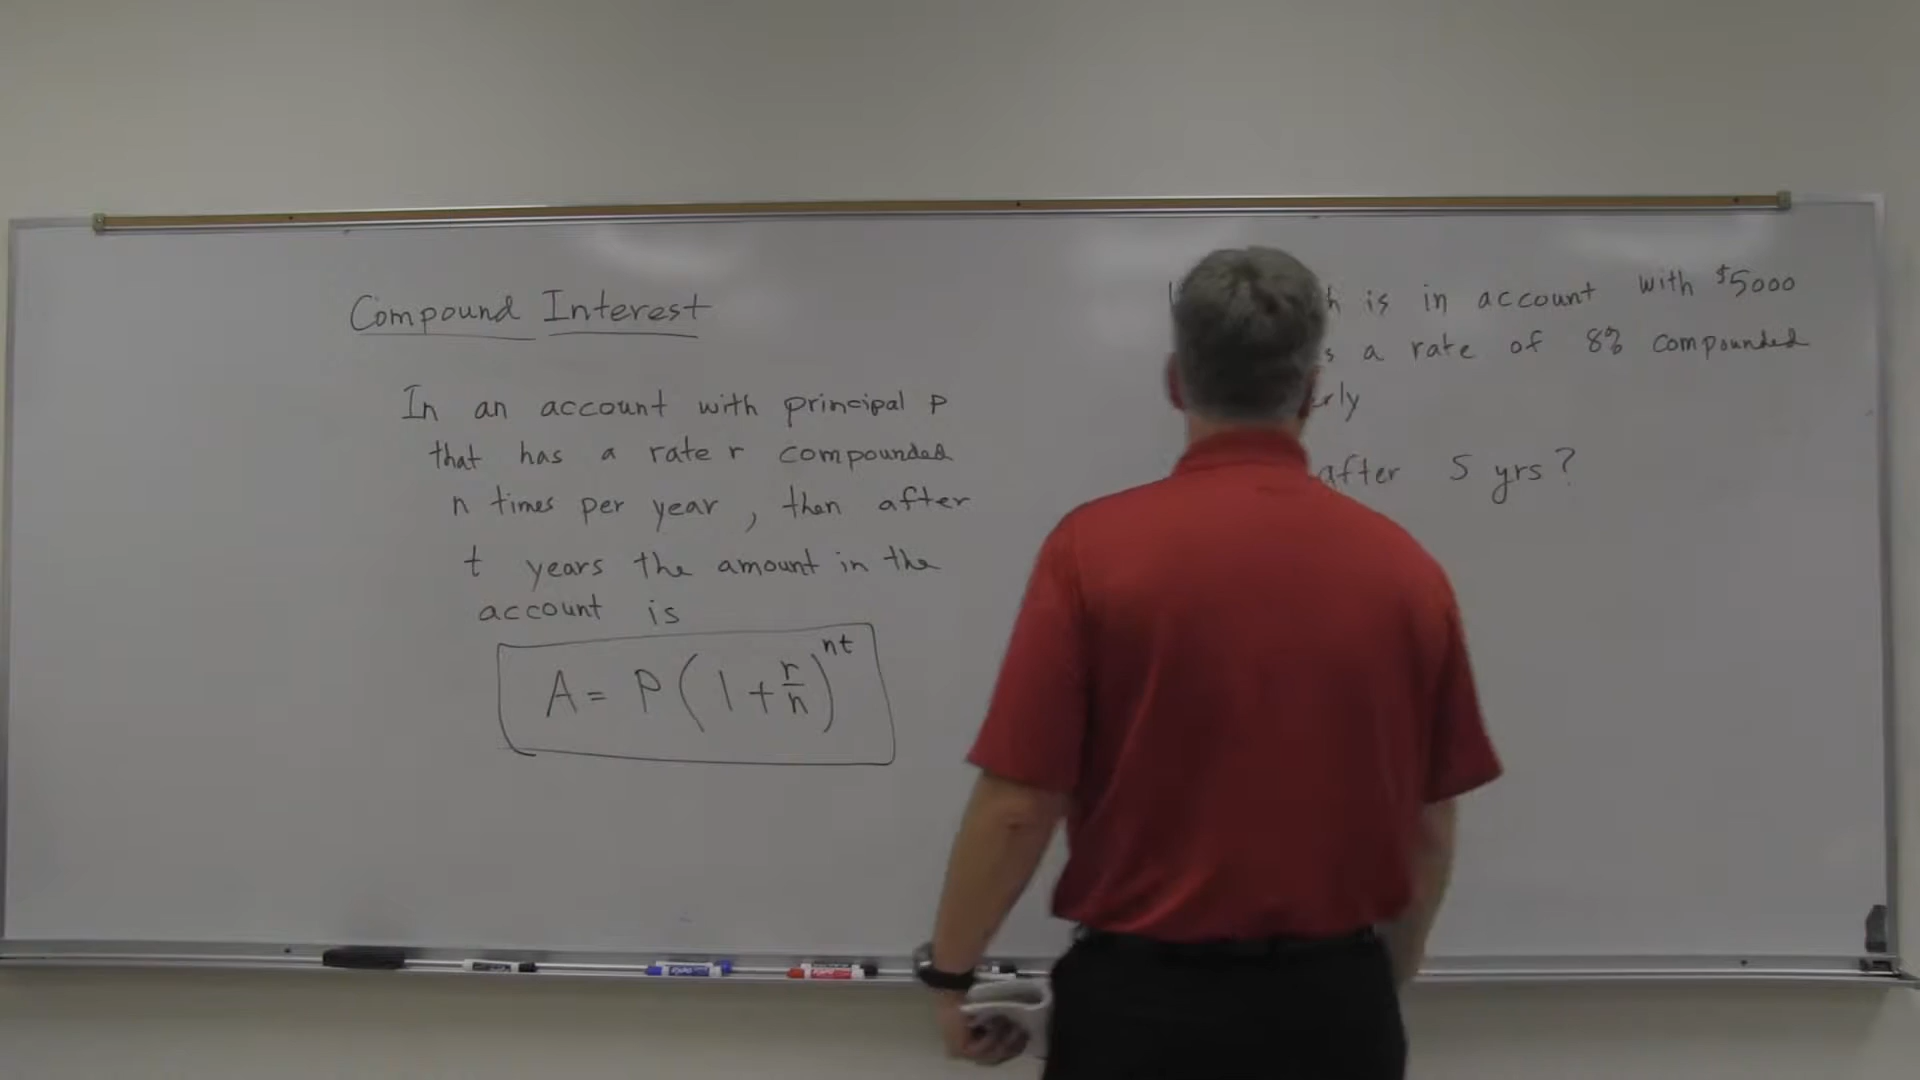 Compound Interest
In an account with principal P
that has a rate r compounded
n times per year, then after
t years the amount in the
account is
A = P(1+r/n)^nt
is in account with $5000
a rate of 8% compounded
after 5 yrs?